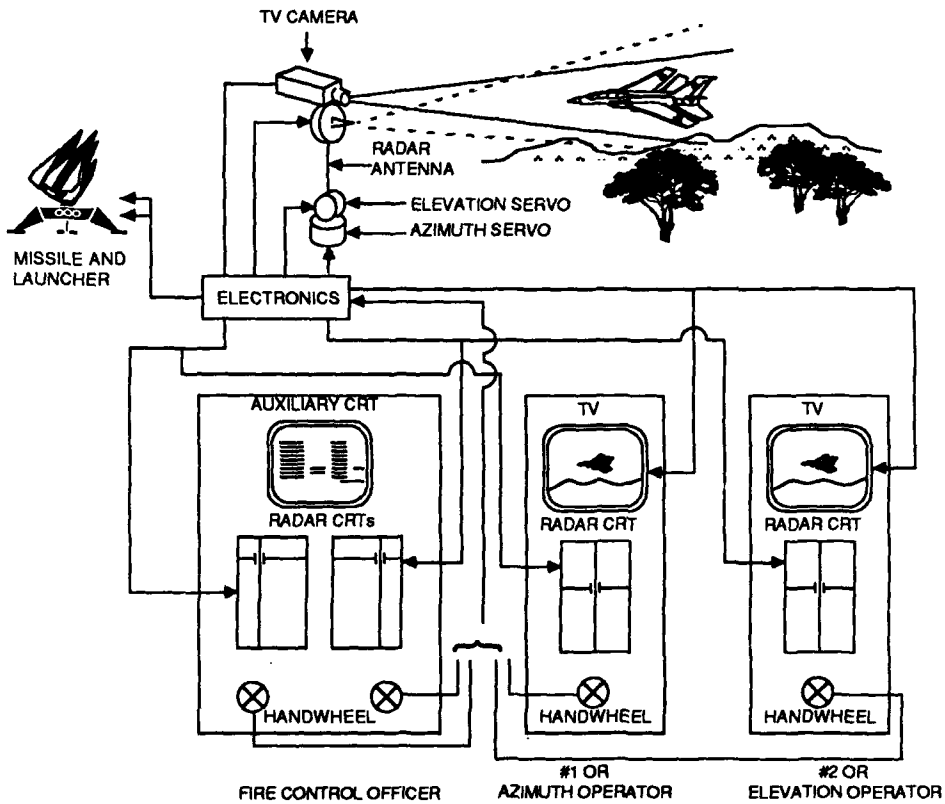 TV CAMERA
RADAR
ANTENNA
ELEVATION SERVO
AZIMUTH SERVO
MISSILE AND
LAUNCHER
ELECTRONICS
AUXILIARY CRT
RADAR CRTs
HANDWHEEL
FIRE CONTROL OFFICER
TV
RADAR CRT
HANDWHEEL
#1 OR
AZIMUTH OPERATOR
TV
RADAR CRT
HANDWHEEL
#2 OR
ELEVATION OPERATOR